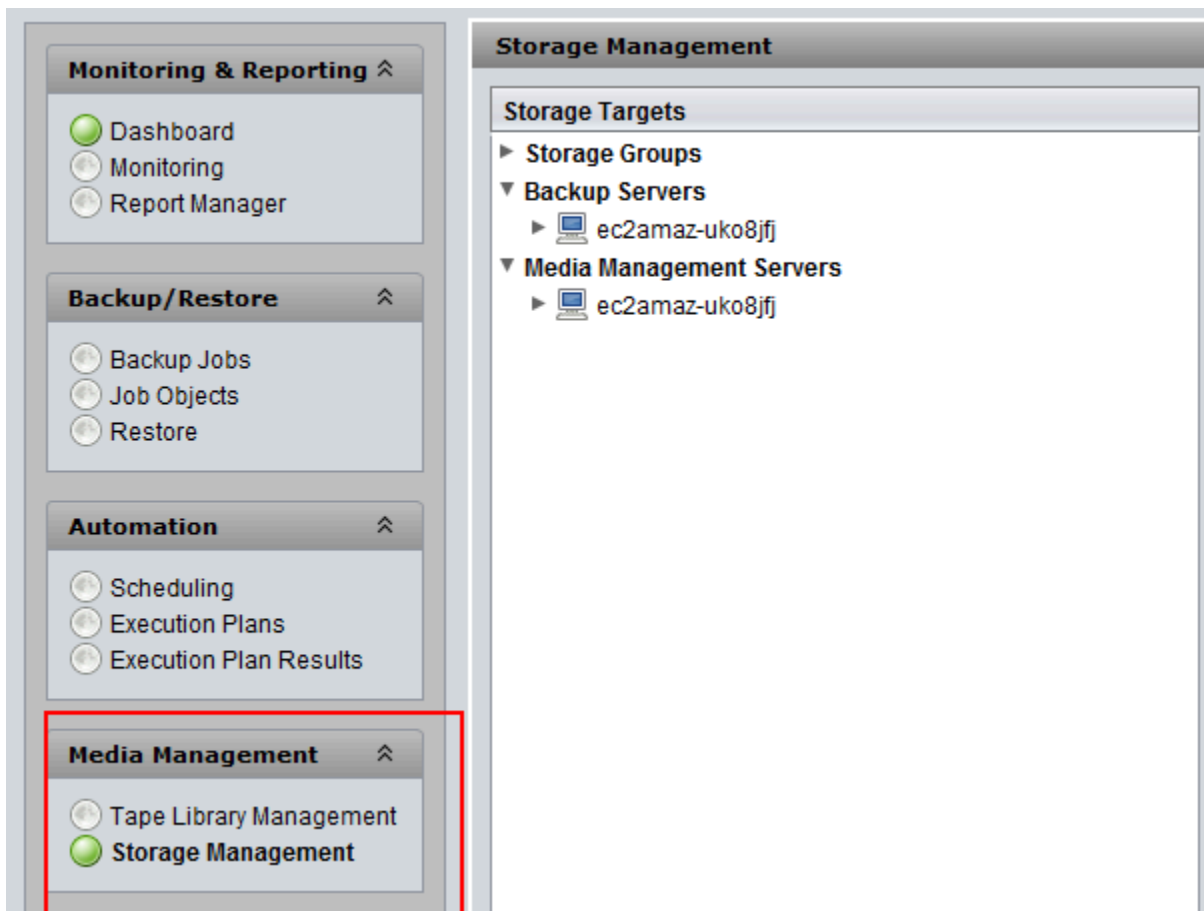 Monitoring & Reporting
Dashboard
Monitoring
Report Manager
Backup/Restore
Backup Jobs
Job Objects
Restore
Automation
Scheduling
Execution Plans
Execution Plan Results
Media Management
Tape Library Management
Storage Management
Storage Management
Storage Targets
Storage Groups
Backup Servers
ec2amaz-uko8jfj
Media Management Servers
ec2amaz-uko8jfj